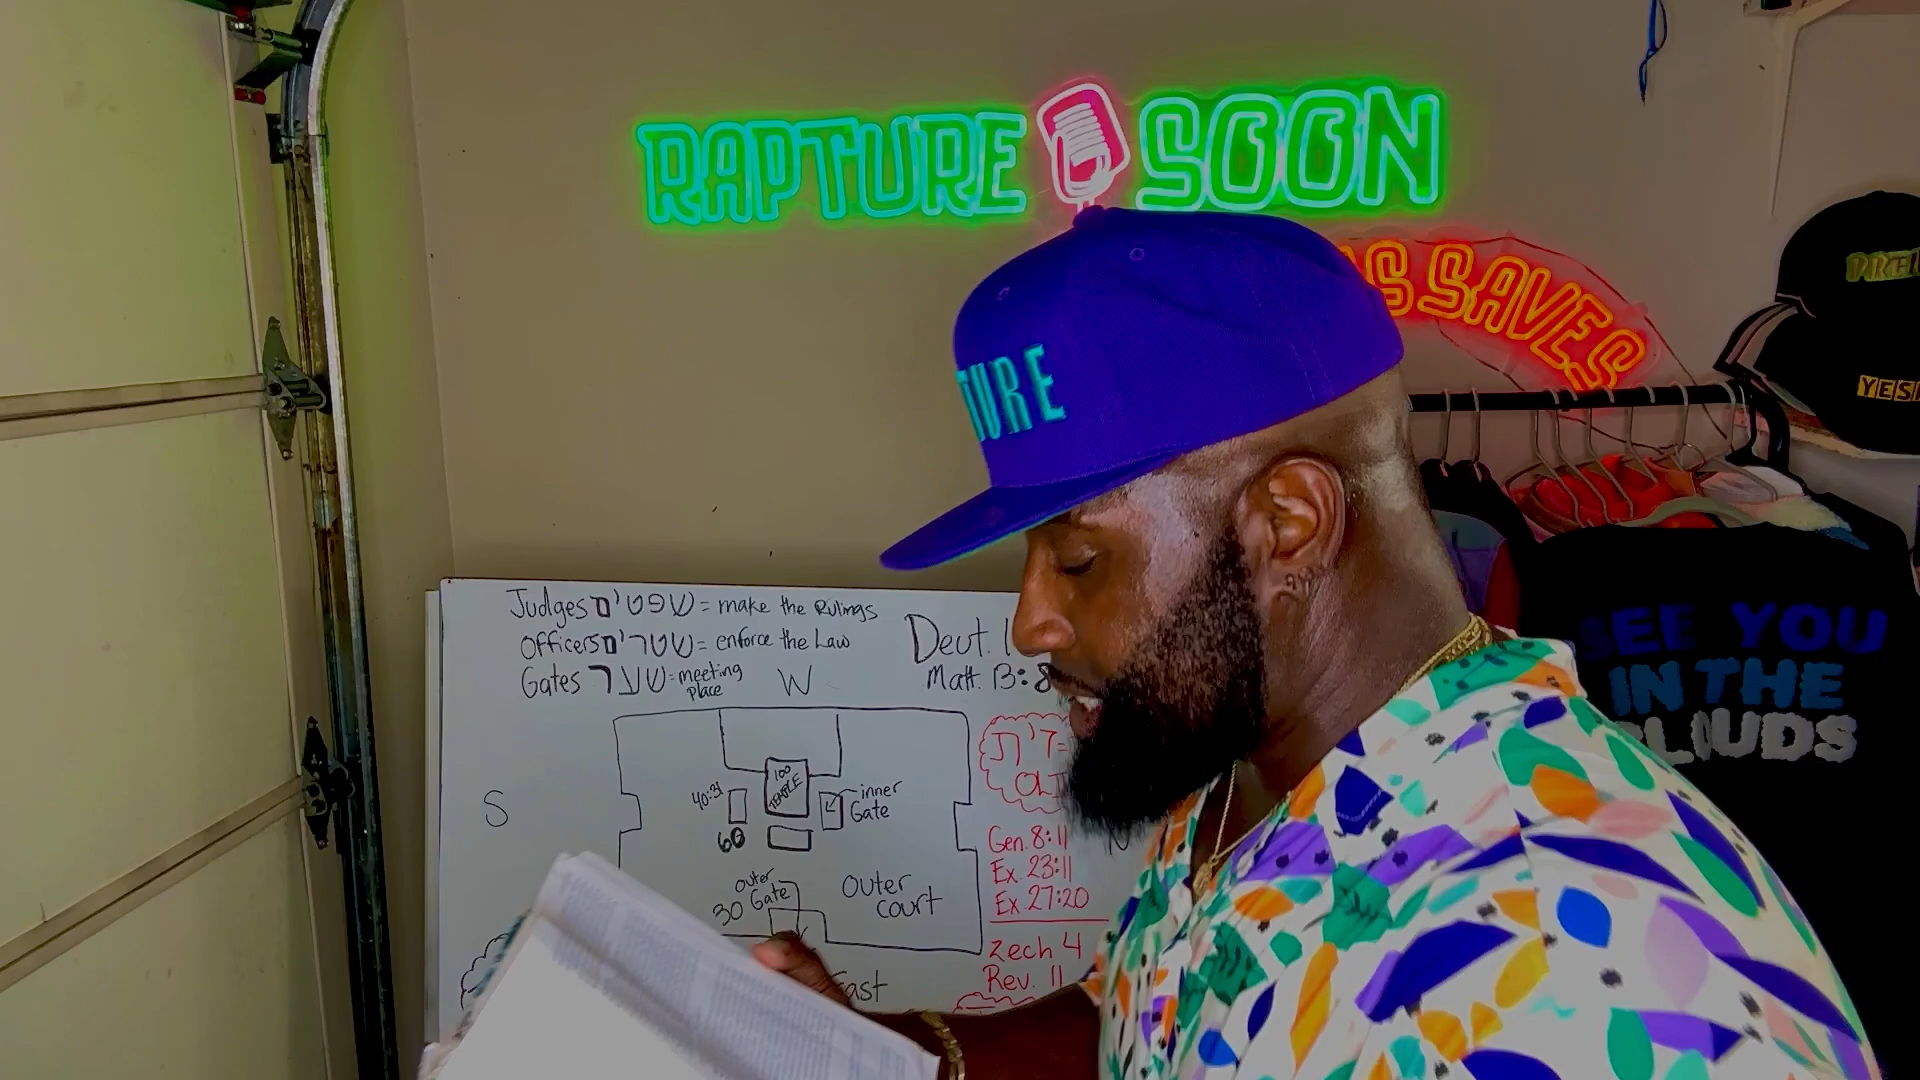 RAPTURE SOON
SAVES
TURE
YES
SEE YOU
IN THE
CLOUDS
Judges שפטים = make the Rulings
Officers שטרים = enforce the Law
Gates שער = meeting
place
W
Deut.
Matt. 13:8
S
100
TEMPLE
40:31
inner
Gate
60
outer
Gate
30
outer
court
East
Gen. 8:11
Ex. 23:11
Ex. 27:20
Zech 4
Rev. 11